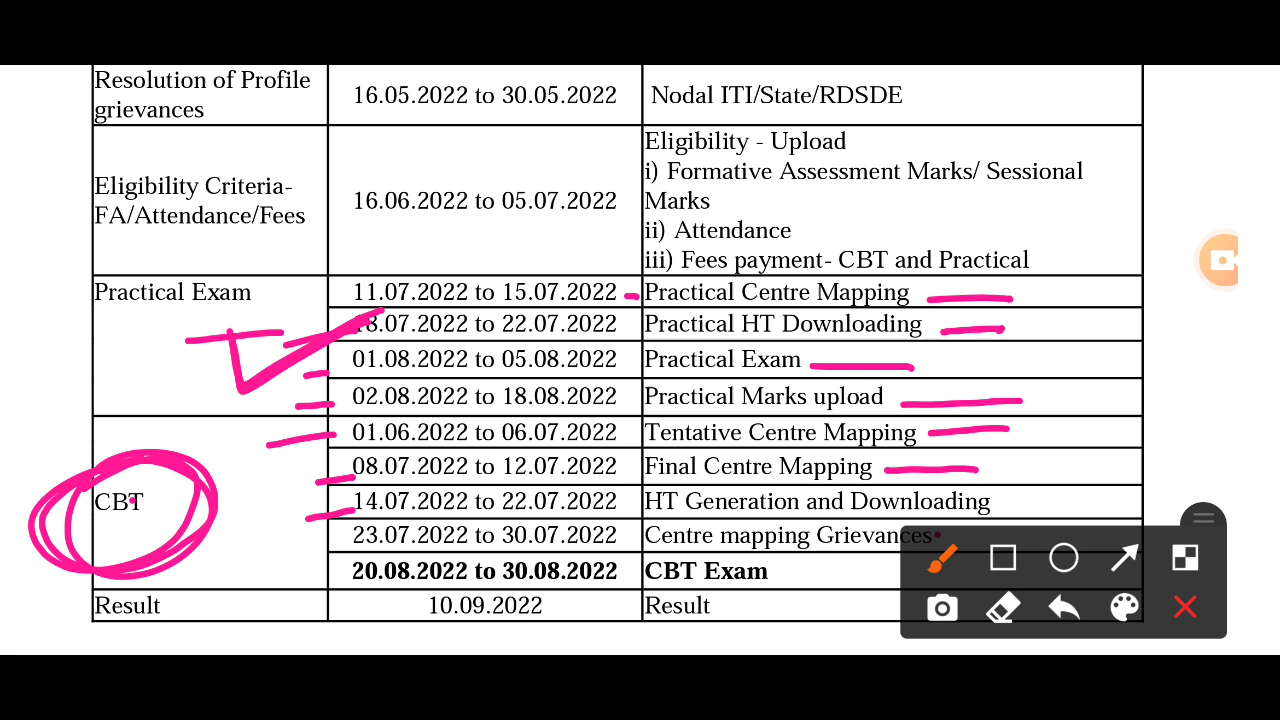 Resolution of Profile
grievances
16.05.2022 to 30.05.2022
Nodal ITI/State/RDSDE
Eligibility Criteria-
FA/Attendance/Fees
16.06.2022 to 05.07.2022
Eligibility - Upload
i) Formative Assessment Marks/ Sessional
Marks
ii) Attendance
iii) Fees payment- CBT and Practical
Practical Exam
11.07.2022 to 15.07.2022
Practical Centre Mapping
18.07.2022 to 22.07.2022
Practical HT Downloading
01.08.2022 to 05.08.2022
Practical Exam
02.08.2022 to 18.08.2022
Practical Marks upload
CBT
01.06.2022 to 06.07.2022
Tentative Centre Mapping
08.07.2022 to 12.07.2022
Final Centre Mapping
14.07.2022 to 22.07.2022
HT Generation and Downloading
23.07.2022 to 30.07.2022
Centre mapping Grievances
20.08.2022 to 30.08.2022
CBT Exam
Result
10.09.2022
Result